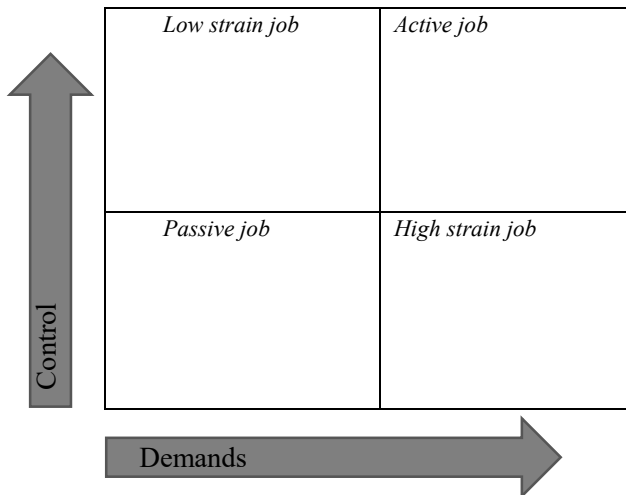 Low strain job
Active job
Passive job
High strain job
Control
Demands